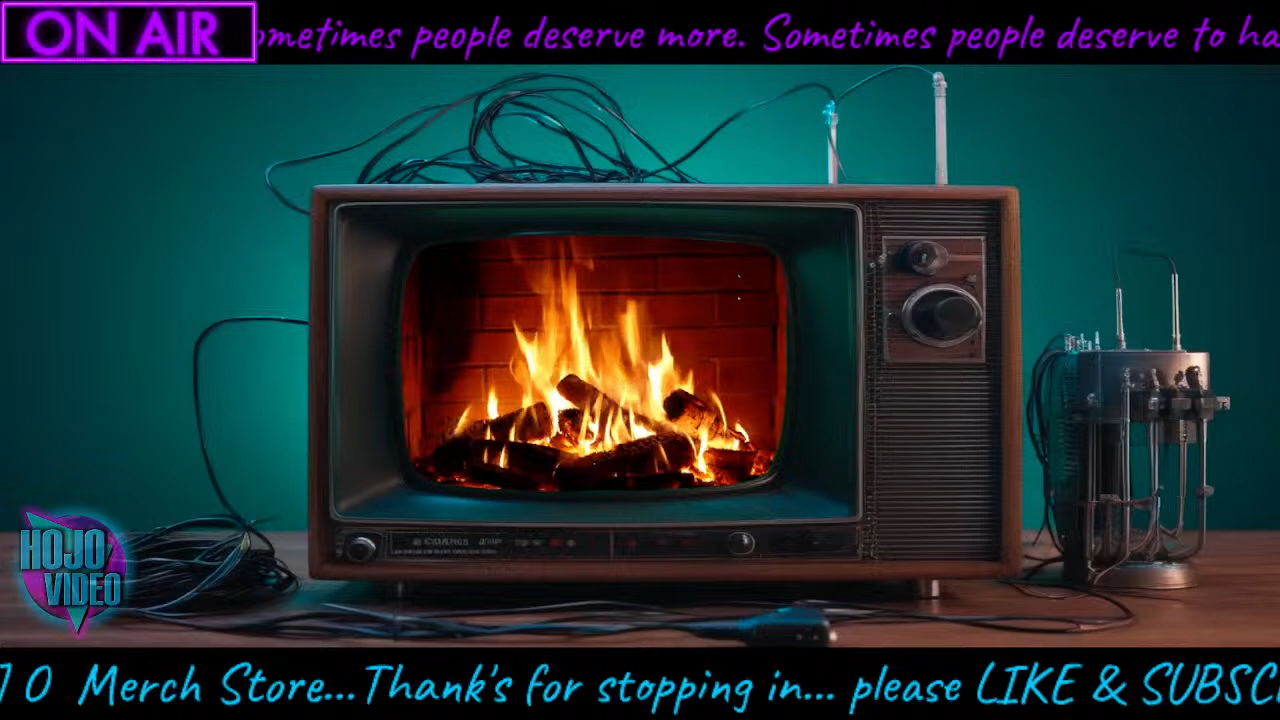 ON AIR
ometimes people deserve more. Sometimes people deserve to ha
HOJO
VIDEO
J O Merch Store...Thank's for stopping in... please LIKE & SUBSC